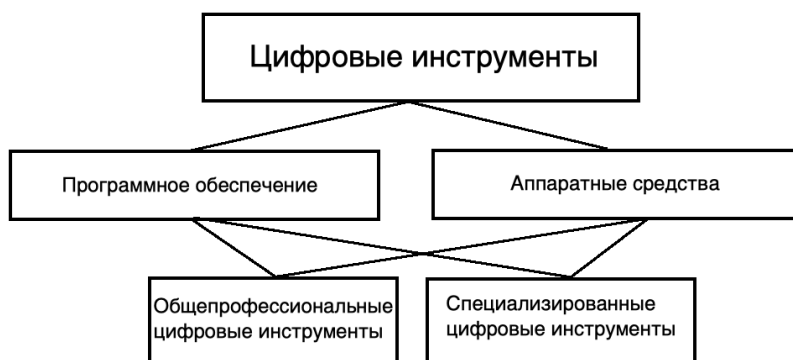 Цифровые инструменты
Программное обеспечение
Аппаратные средства
Общепрофессиональные
цифровые инструменты
Специализированные
цифровые инструменты